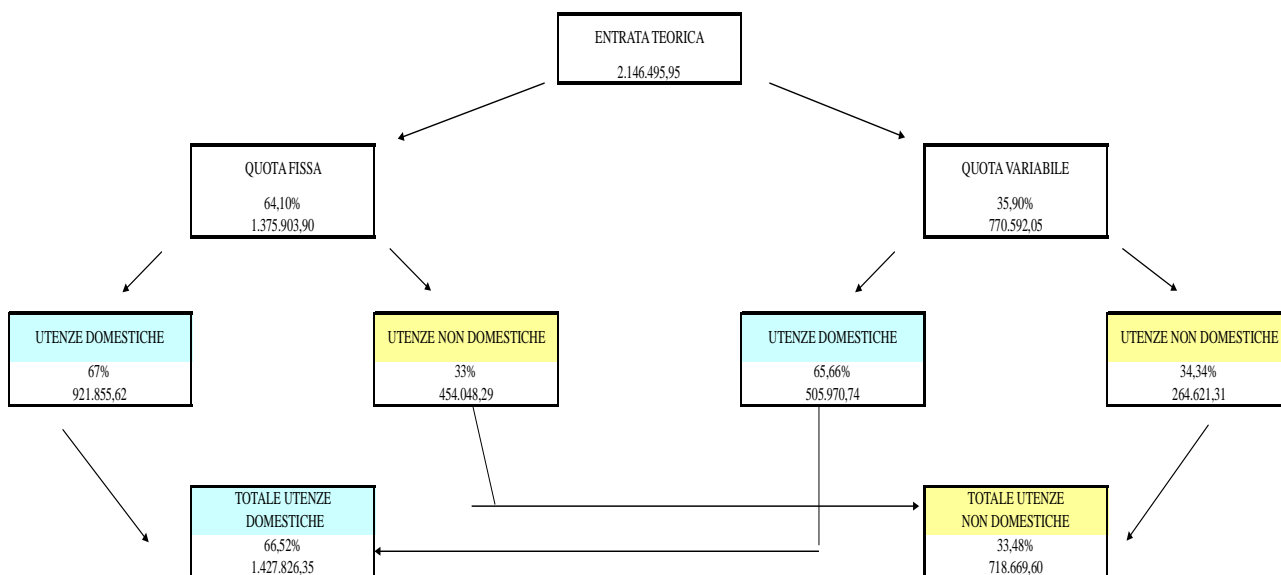 ENTRATA TEORICA
2.146.495,95
QUOTA FISSA
64,10%
1.375.903,90
QUOTA VARIABILE
35,90%
770.592,05
UTENZE DOMESTICHE
67%
921.855,62
UTENZE NON DOMESTICHE
33%
454.048,29
UTENZE DOMESTICHE
65,66%
505.970,74
UTENZE NON DOMESTICHE
34,34%
264.621,31
TOTALE UTENZE
DOMESTICHE
66,52%
1.427.826,35
TOTALE UTENZE
NON DOMESTICHE
33,48%
718.669,60